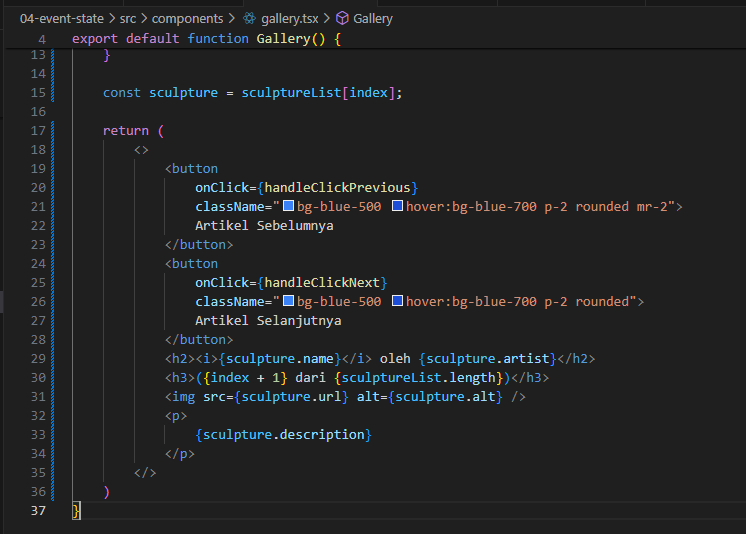 04-event-state > src > components > gallery.tsx > Gallery
4 export default function Gallery() {
13 }
14
15 const sculpture = sculptureList[index];
16
17 return (
18 <>
19 <button
20 onClick={handleClickPrevious}
21 className="bg-blue-500 hover:bg-blue-700 p-2 rounded mr-2">
22 Artikel Sebelumnya
23 </button>
24 <button
25 onClick={handleClickNext}
26 className="bg-blue-500 hover:bg-blue-700 p-2 rounded">
27 Artikel Selanjutnya
28 </button>
29 <h2><i>{sculpture.name}</i> oleh {sculpture.artist}</h2>
30 <h3>({index + 1} dari {sculptureList.length})</h3>
31 <img src={sculpture.url} alt={sculpture.alt} />
32 <p>
33 {sculpture.description}
34 </p>
35 </>
36 )
37 }